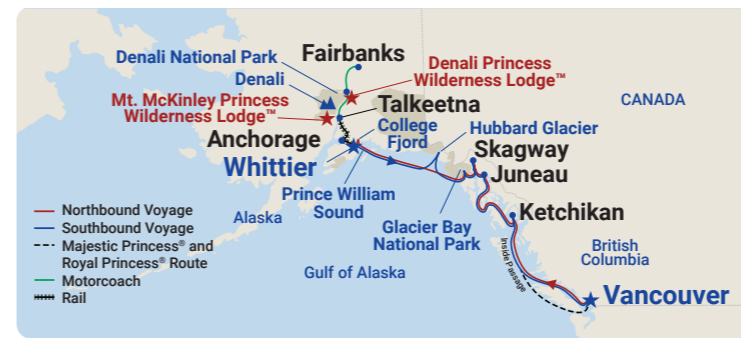 Fairbanks
Denali National Park
Denali
Denali Princess
Wilderness Lodge™
Mt. McKinley Princess
Wilderness Lodge™
Talkeetna
CANADA
College
Fjord
Hubbard Glacier
Anchorage
Whittier
Skagway
Juneau
Prince William
Sound
Glacier Bay
National Park
Ketchikan
Alaska
Gulf of Alaska
Inside Passage
British
Columbia
Vancouver
Northbound Voyage
Southbound Voyage
Majestic Princess® and
Royal Princess® Route
Motorcoach
Rail